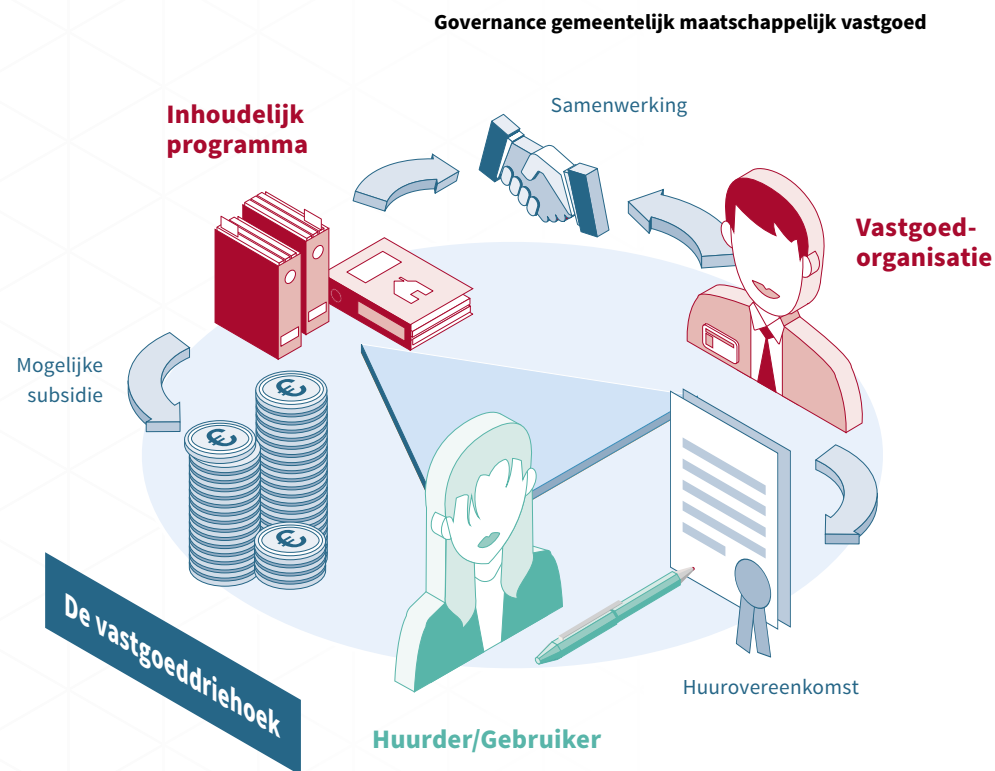 Governance gemeentelijk maatschappelijk vastgoed
Samenwerking
Inhoudelijk
programma
Vastgoed-
organisatie
Mogelijke
subsidie
De vastgoeddriehoek
Huurovereenkomst
Huurder/Gebruiker